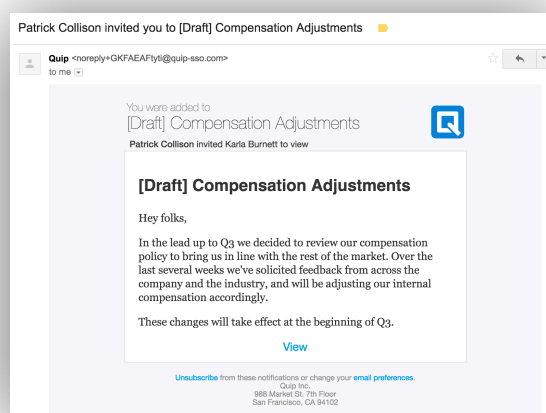 Patrick Collison invited you to [Draft] Compensation Adjustments
Quip <noreply+GKFAEAFtyti@quip-sso.com>
to me
You were added to
[Draft] Compensation Adjustments
Patrick Collison invited Karla Burnett to view
[Draft] Compensation Adjustments
Hey folks,
In the lead up to Q3 we decided to review our compensation
policy to bring us in line with the rest of the market. Over the
last several weeks we've solicited feedback from across the
company and the industry, and will be adjusting our internal
compensation accordingly.
These changes will take effect at the beginning of Q3.
View
Unsubscribe from these notifications or change your email preferences.
Quip Inc.
988 Market St. 7th Floor
San Francisco, CA 94102